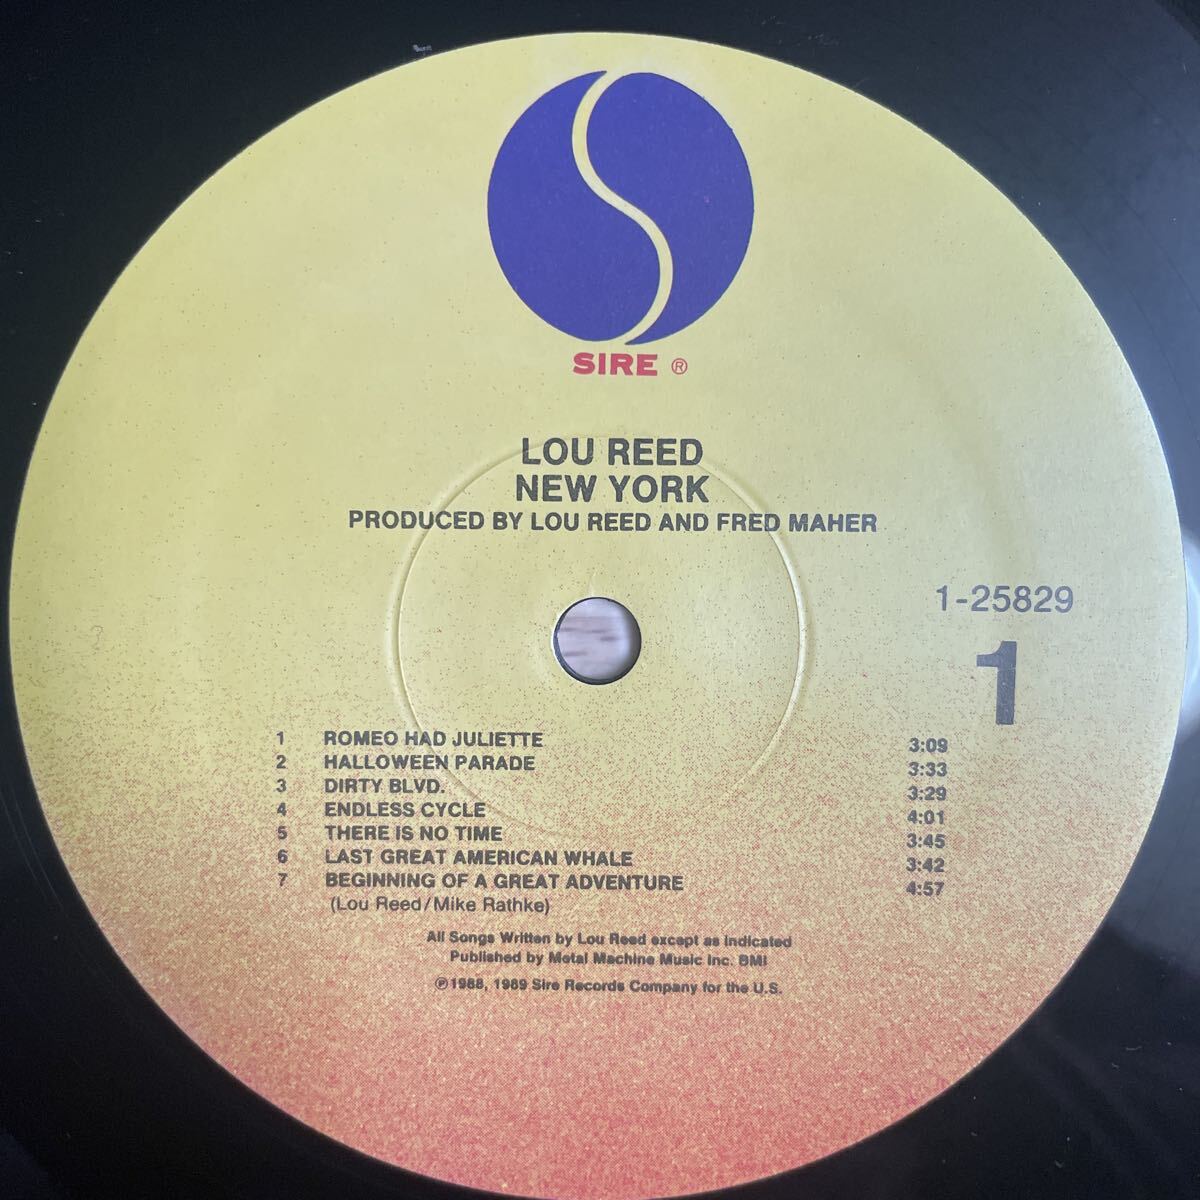 SIRE ®
LOU REED
NEW YORK
PRODUCED BY LOU REED AND FRED MAHER
1-25829
1
1 ROMEO HAD JULIETTE 3:09
2 HALLOWEEN PARADE 3:33
3 DIRTY BLVD. 3:29
4 ENDLESS CYCLE 4:01
5 THERE IS NO TIME 3:45
6 LAST GREAT AMERICAN WHALE 3:42
7 BEGINNING OF A GREAT ADVENTURE 4:57
(Lou Reed/Mike Rathke)
All Songs Written by Lou Reed except as indicated
Published by Metal Machine Music Inc. BMI
℗1988, 1989 Sire Records Company for the U.S.